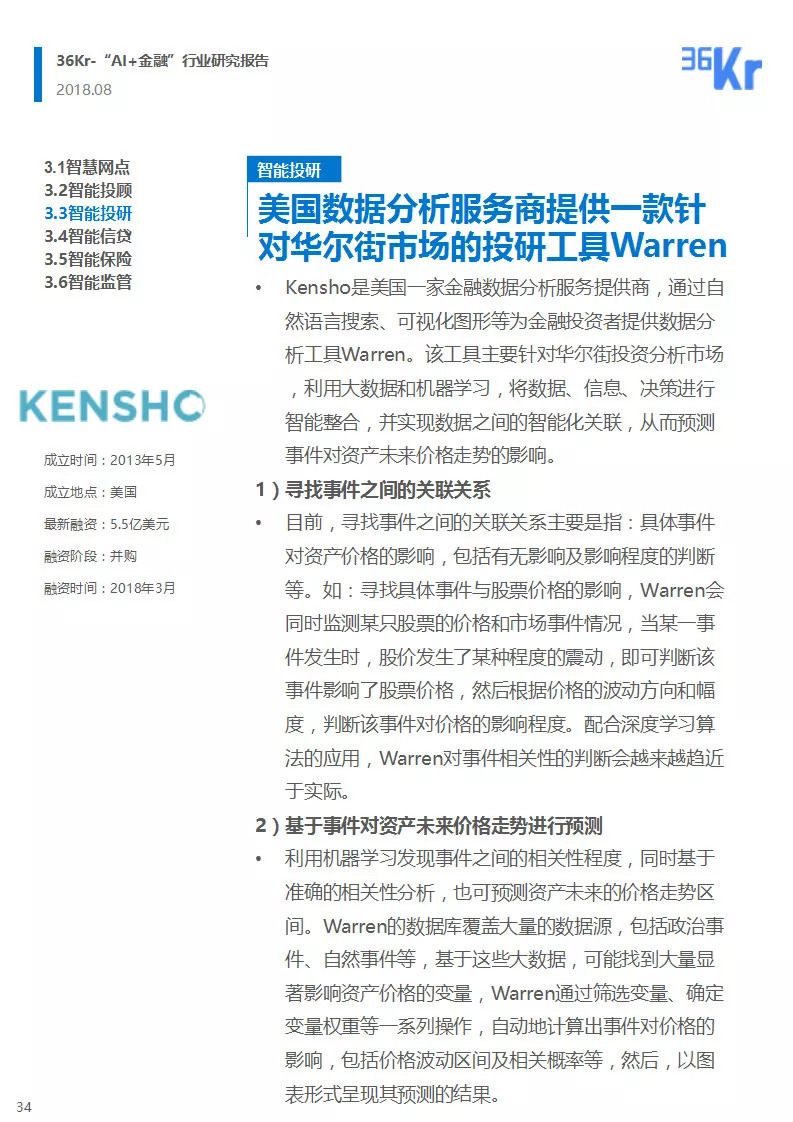 36Kr-“AI+金融”行业研究报告
2018.08
36Kr
3.1智慧网点
3.2智能投顾
3.3智能投研
3.4智能信贷
3.5智能保险
3.6智能监管
KENSHO
成立时间：2013年5月
成立地点：美国
最新融资：5.5亿美元
融资阶段：并购
融资时间：2018年3月
智能投研
美国数据分析服务商提供一款针
对华尔街市场的投研工具Warren
• Kensho是美国一家金融数据分析服务提供商，通过自
然语言搜索、可视化图形等为金融投资者提供数据分
析工具Warren。该工具主要针对华尔街投资分析市场
，利用大数据和机器学习，将数据、信息、决策进行
智能整合，并实现数据之间的智能化关联，从而预测
事件对资产未来价格走势的影响。
1）寻找事件之间的关联关系
• 目前，寻找事件之间的关联关系主要是指：具体事件
对资产价格的影响，包括有无影响及影响程度的判断
等。如：寻找具体事件与股票价格的影响，Warren会
同时监测某只股票的价格和市场事件情况，当某一事
件发生时，股价发生了某种程度的震动，即可判断该
事件影响了股票价格，然后根据价格的波动方向和幅
度，判断该事件对价格的影响程度。配合深度学习算
法的应用，Warren对事件相关性的判断会越来越趋近
于实际。
2）基于事件对资产未来价格走势进行预测
• 利用机器学习发现事件之间的相关性程度，同时基于
准确的相关性分析，也可预测资产未来的价格走势区
间。Warren的数据库覆盖大量的数据源，包括政治事
件、自然事件等，基于这些大数据，可能找到大量显
著影响资产价格的变量，Warren通过筛选变量、确定
变量权重等一系列操作，自动地计算出事件对价格的
影响，包括价格波动区间及相关概率等，然后，以图
表形式呈现其预测的结果。
34